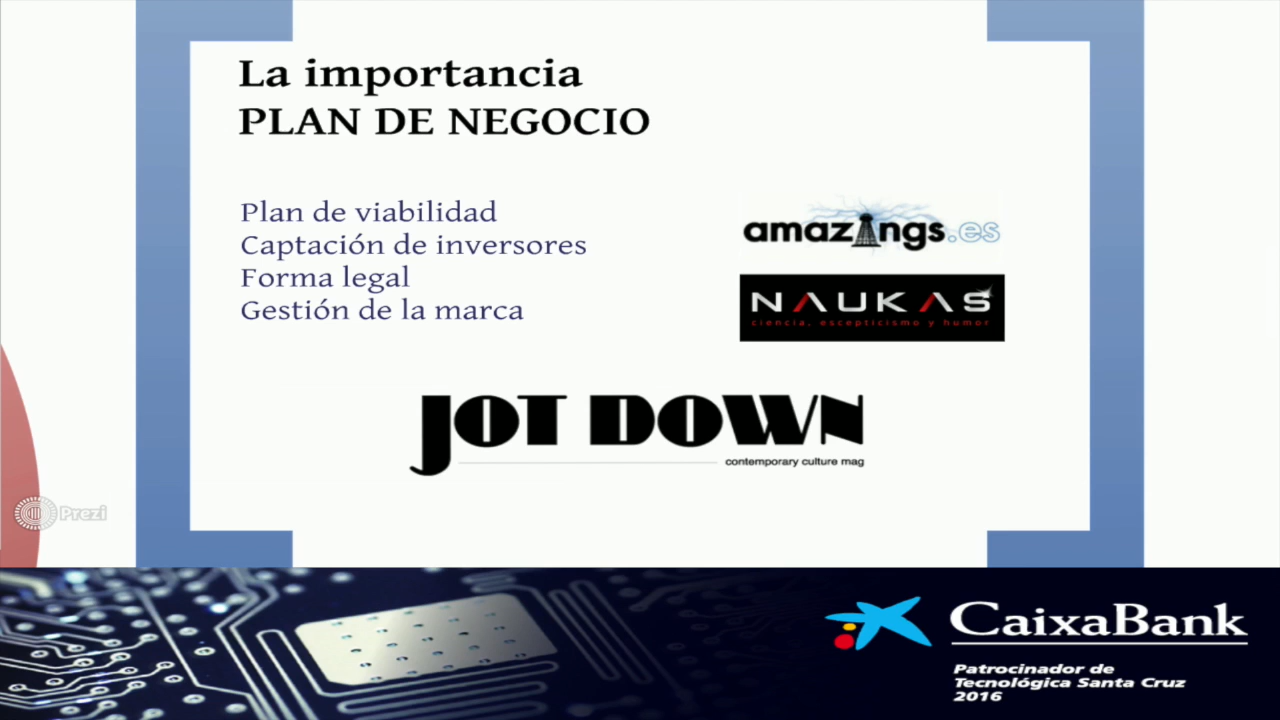 La importancia
PLAN DE NEGOCIO
Plan de viabilidad
Captación de inversores
Forma legal
Gestión de la marca
amazings.es
NAUKAS
ciencia, escepticismo y humor
JOT DOWN
contemporary culture mag
Prezi
CaixaBank
Patrocinador de
Tecnológica Santa Cruz
2016